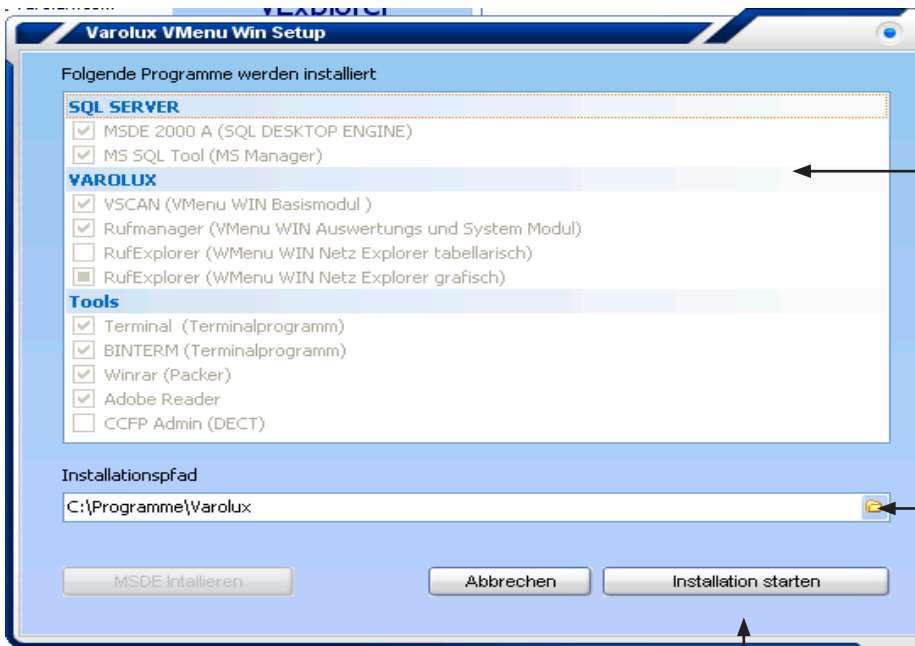 VExplorer
Varolux VMenu Win Setup
Folgende Programme werden installiert
SQL SERVER
MSDE 2000 A (SQL DESKTOP ENGINE)
MS SQL Tool (MS Manager)
VAROLUX
VSCAN (VMenu WIN Basismodul )
Rufmanager (VMenu WIN Auswertungs und System Modul)
RufExplorer (WMenu WIN Netz Explorer tabellarisch)
RufExplorer (WMenu WIN Netz Explorer grafisch)
Tools
Terminal (Terminalprogramm)
BINTERM (Terminalprogramm)
Winrar (Packer)
Adobe Reader
CCFP Admin (DECT)
Installationspfad
C:\Programme\Varolux
MSDE Intallieren
Abbrechen
Installation starten